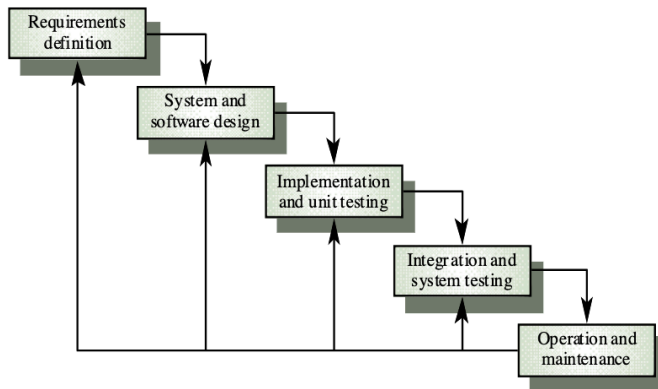 Requirements
definition
System and
software design
Implementation
and unit testing
Integration and
system testing
Operation and
maintenance